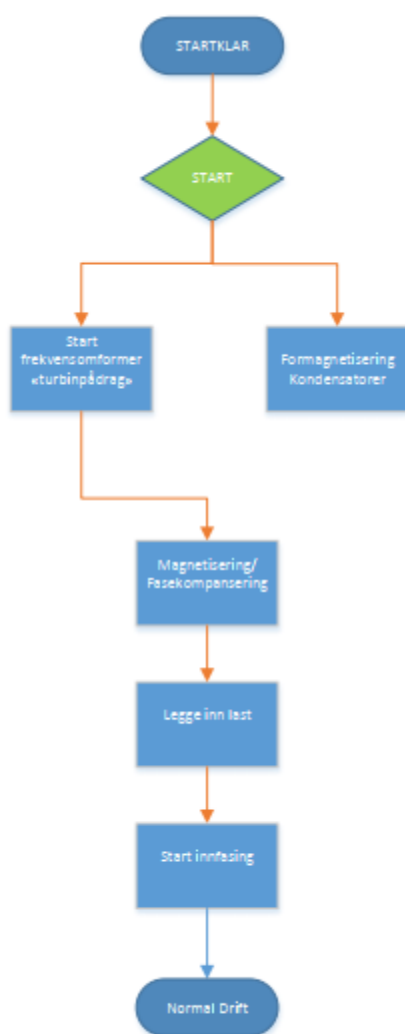 STARTKLAR
START
Start
frekvensomformer
«turbinpådrag»
Formagnetisering
Kondensatorer
Magnetisering/
Fasekompansering
Legge inn last
Start innfasing
Normal Drift